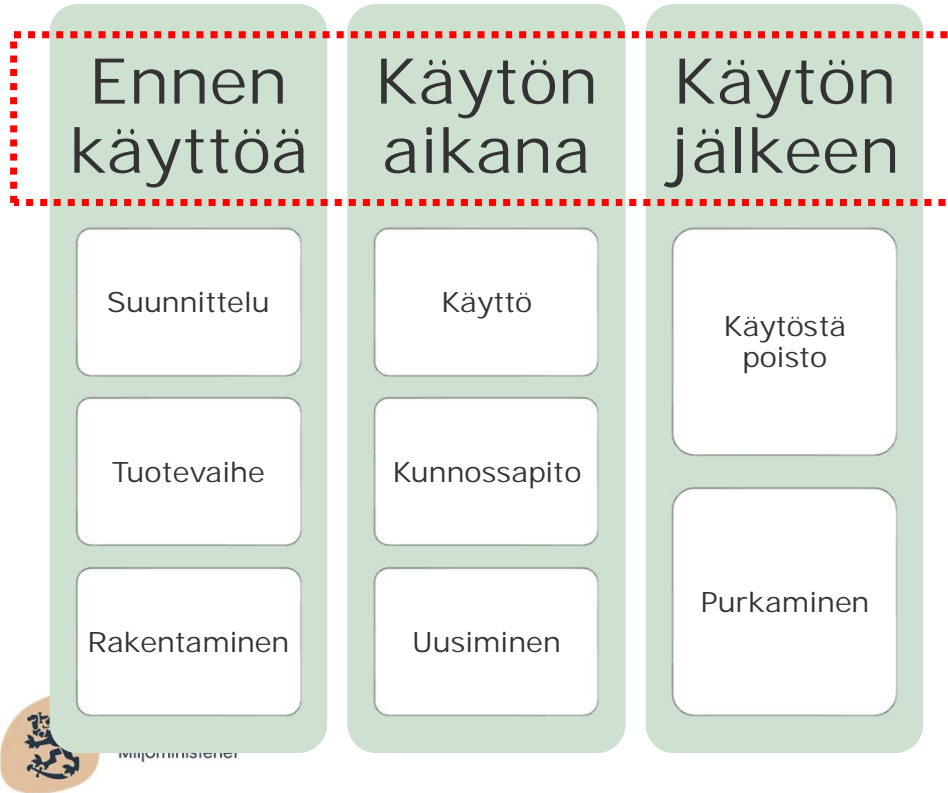 Ennen
käyttöä
Suunnittelu
Tuotevaihe
Rakentaminen
Käytön
aikana
Käyttö
Kunnossapito
Uusiminen
Käytön
jälkeen
Käytöstä
poisto
Purkaminen